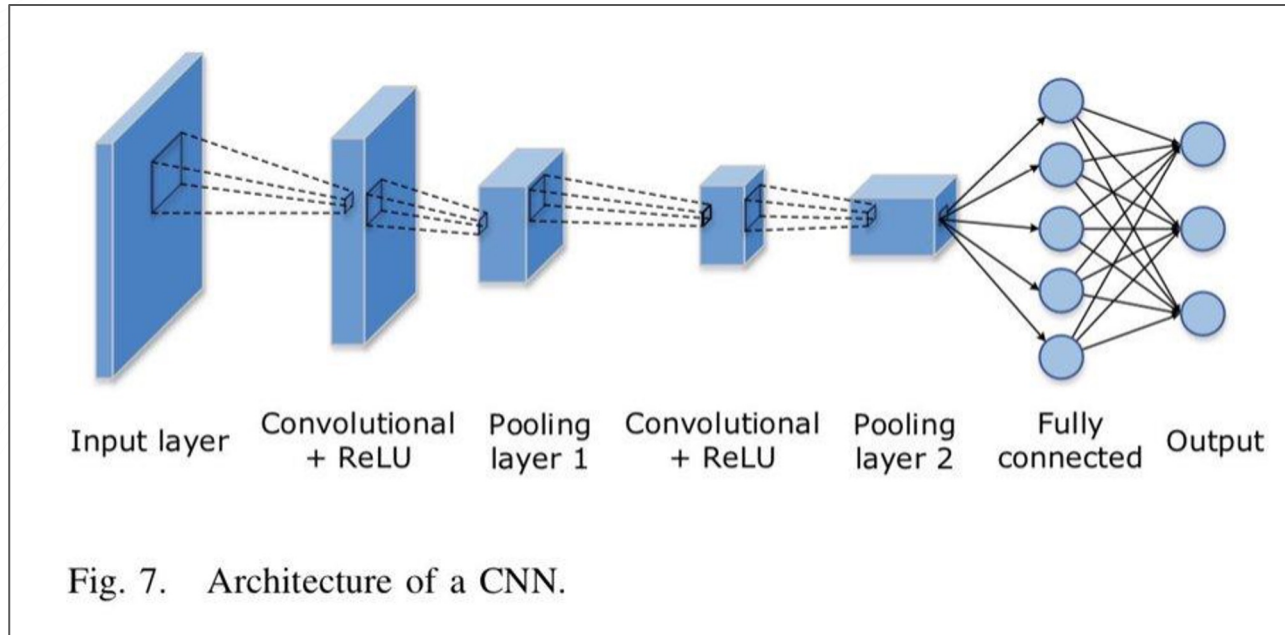 Input layer
Convolutional
+ ReLU
Pooling
layer 1
Convolutional
+ ReLU
Pooling
layer 2
Fully
connected
Output
Fig. 7. Architecture of a CNN.